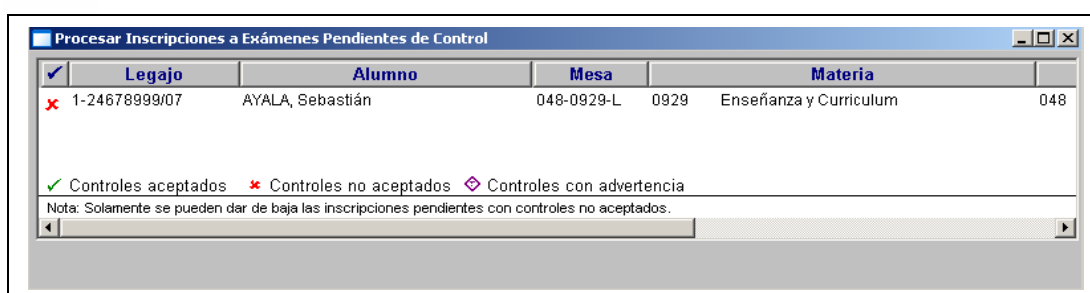 Procesar Inscripciones a Exámenes Pendientes de Control
Legajo Alumno Mesa Materia
1-24678999/07 AYALA, Sebastián 048-0929-L 0929 Enseñanza y Curriculum 048
Controles aceptados Controles no aceptados Controles con advertencia
Nota: Solamente se pueden dar de baja las inscripciones pendientes con controles no aceptados.